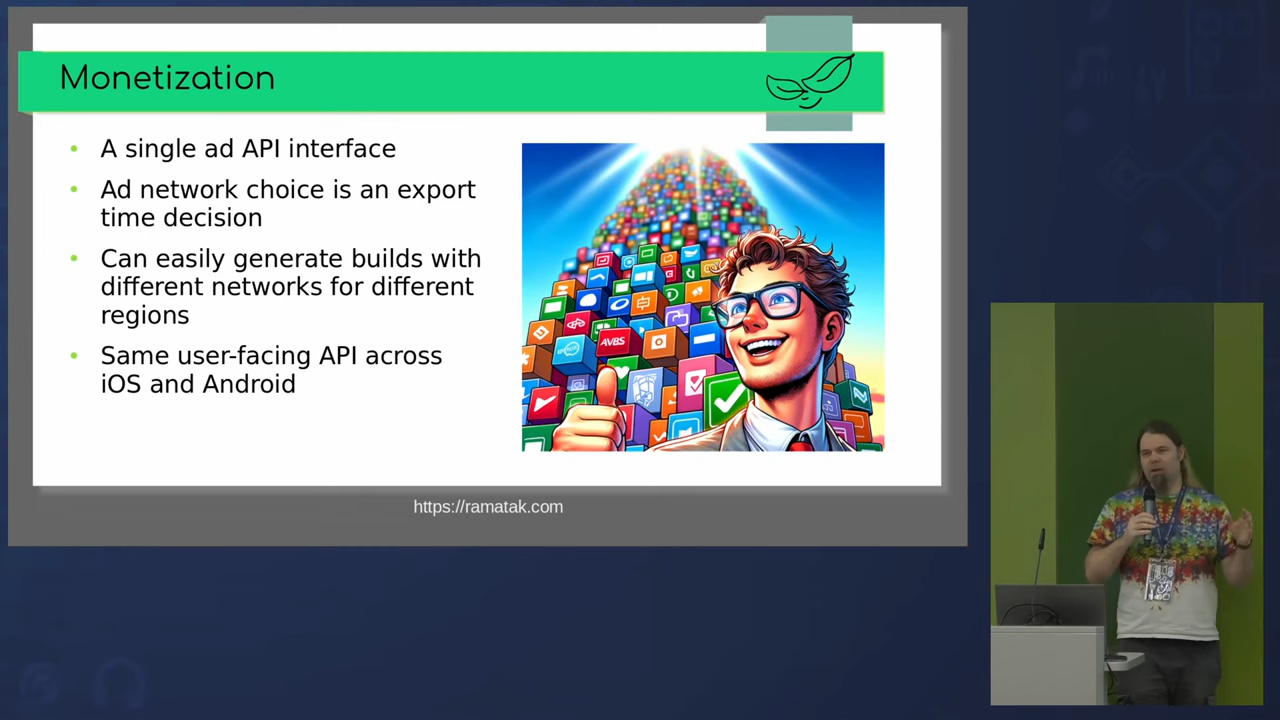 Monetization
A single ad API interface
Ad network choice is an export
time decision
Can easily generate builds with
different networks for different
regions
Same user-facing API across
iOS and Android
AVBS
https://ramatak.com